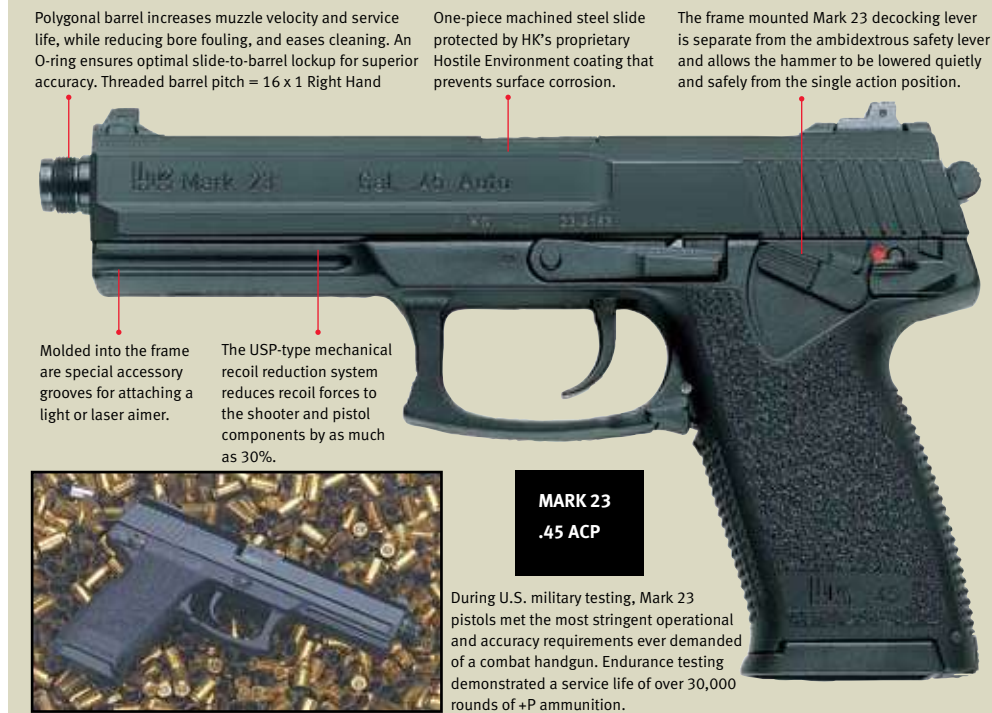 Polygonal barrel increases muzzle velocity and service
life, while reducing bore fouling, and eases cleaning. An
O-ring ensures optimal slide-to-barrel lockup for superior
accuracy. Threaded barrel pitch = 16 x 1 Right Hand
One-piece machined steel slide
protected by HK’s proprietary
Hostile Environment coating that
prevents surface corrosion.
The frame mounted Mark 23 decocking lever
is separate from the ambidextrous safety lever
and allows the hammer to be lowered quietly
and safely from the single action position.
HK Mark 23 Cal. .45 Auto
Molded into the frame
are special accessory
grooves for attaching a
light or laser aimer.
The USP-type mechanical
recoil reduction system
reduces recoil forces to
the shooter and pistol
components by as much
as 30%.
MARK 23
.45 ACP
During U.S. military testing, Mark 23
pistols met the most stringent operational
and accuracy requirements ever demanded
of a combat handgun. Endurance testing
demonstrated a service life of over 30,000
rounds of +P ammunition.
HK 45